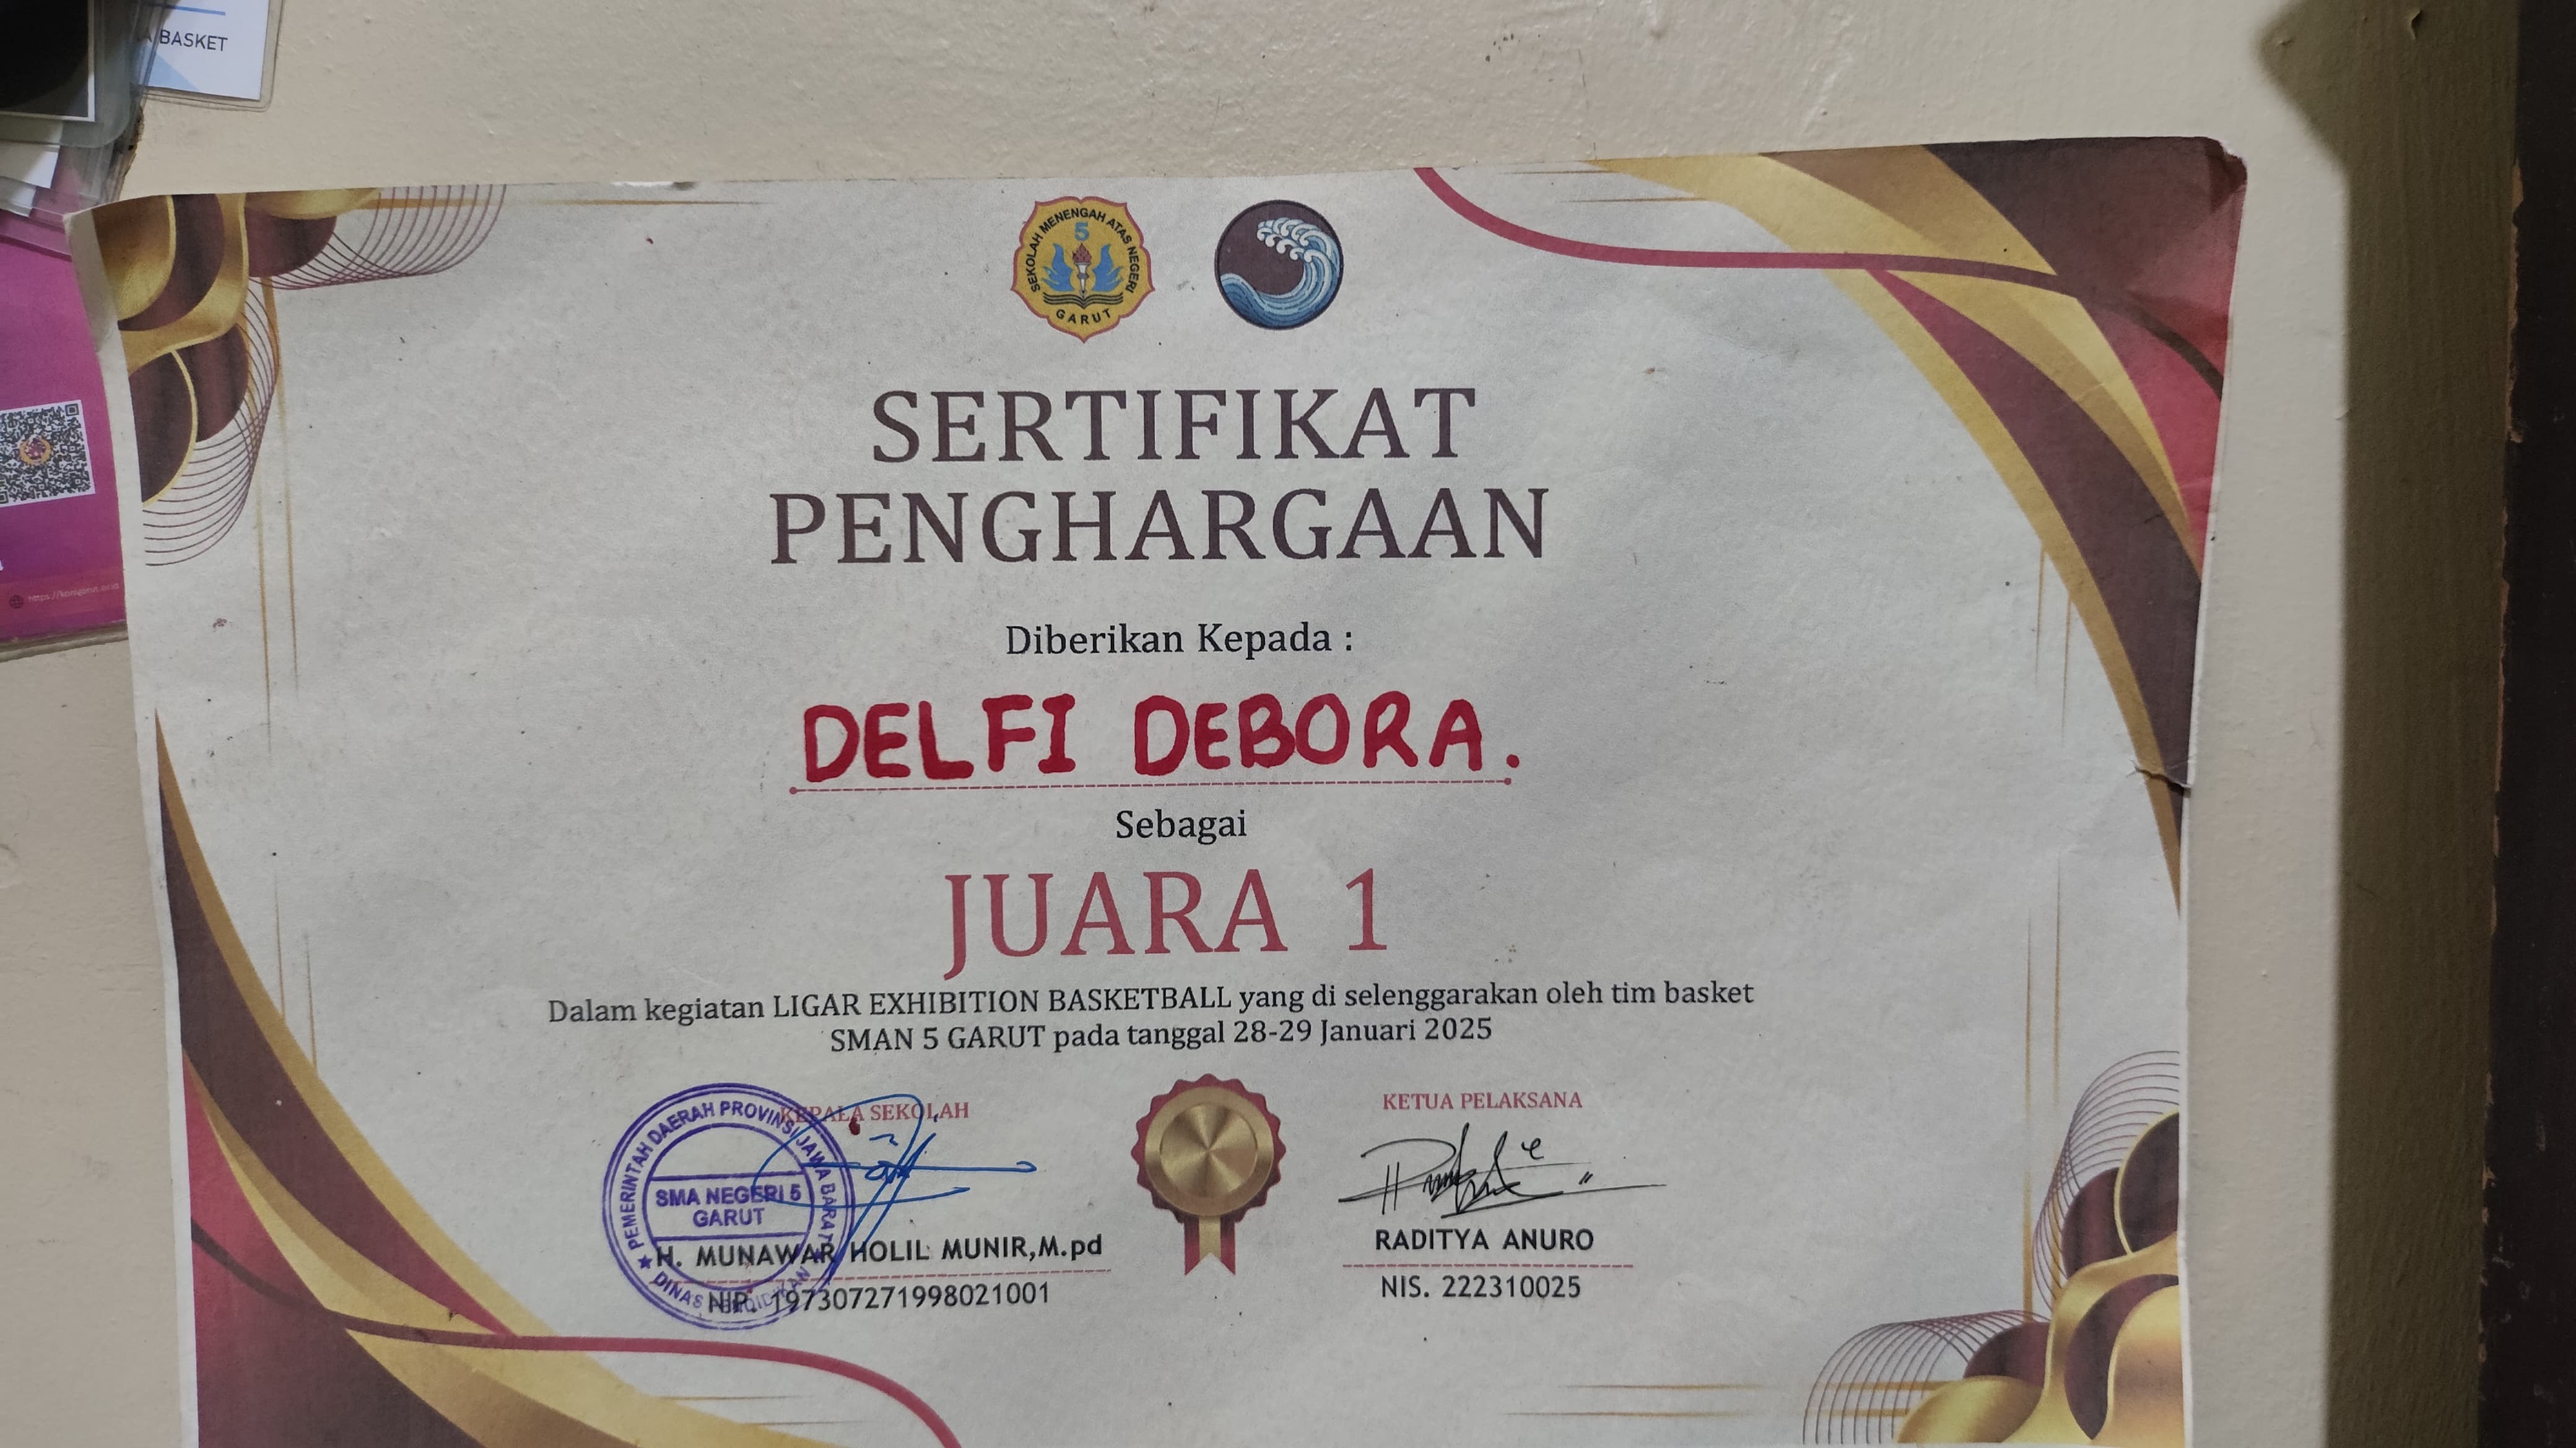 BASKET
SEKOLAH MENENGAH ATAS NEGERI
5
GARUT
SERTIFIKAT
PENGHARGAAN
Diberikan Kepada :
DELFI DEBORA.
Sebagai
JUARA 1
Dalam kegiatan LIGAR EXHIBITION BASKETBALL yang di selenggarakan oleh tim basket
SMAN 5 GARUT pada tanggal 28-29 Januari 2025
KEPALA SEKOLAH
PEMERINTAH DAERAH PROVINSI JAWA BARAT
SMA NEGERI 5
GARUT
DINAS PENDIDIKAN
H. MUNAWAR HOLIL MUNIR,M.pd
NIP. 197307271998021001
KETUA PELAKSANA
RADITYA ANURO
NIS. 222310025